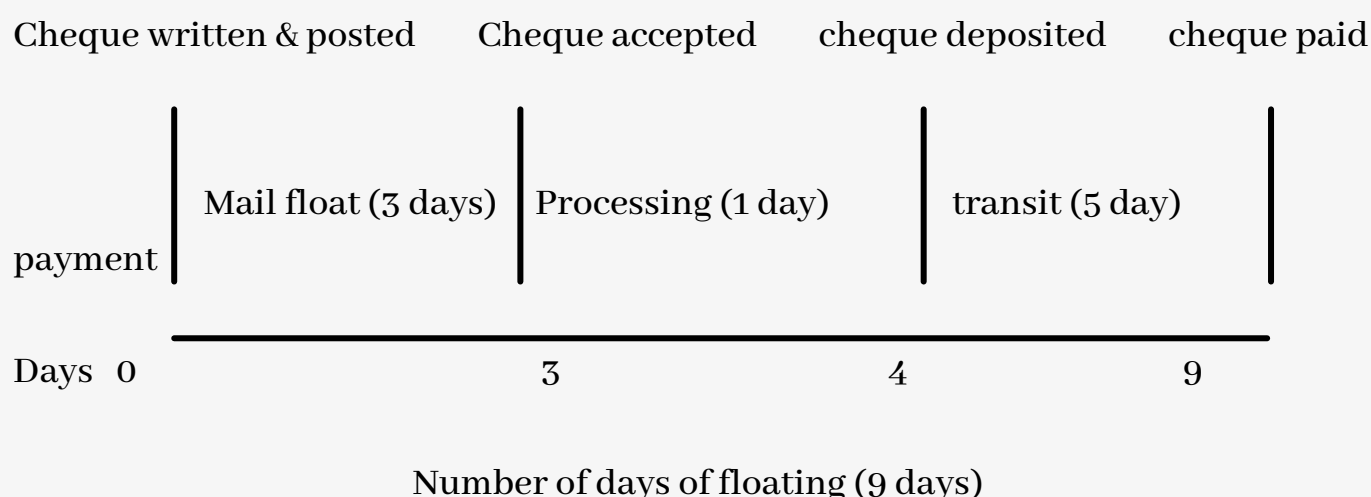 Cheque written & posted Cheque accepted cheque deposited cheque paid
Mail float (3 days) Processing (1 day) transit (5 day)
payment
Days 0 3 4 9
Number of days of floating (9 days)